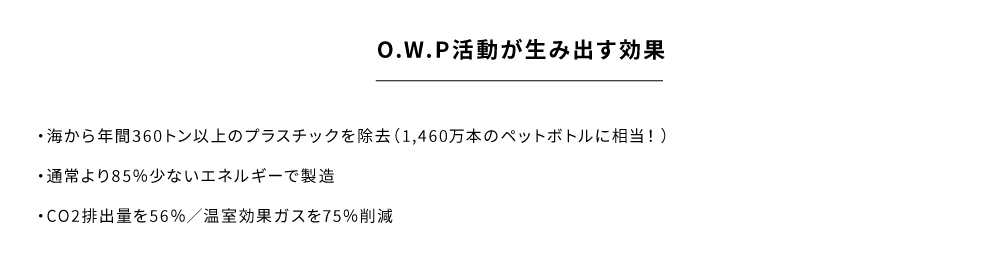 O.W.P活動が生み出す効果
・海から年間360トン以上のプラスチックを除去（1,460万本のペットボトルに相当！）
・通常より85％少ないエネルギーで製造
・CO2排出量を56％／温室効果ガスを75％削減